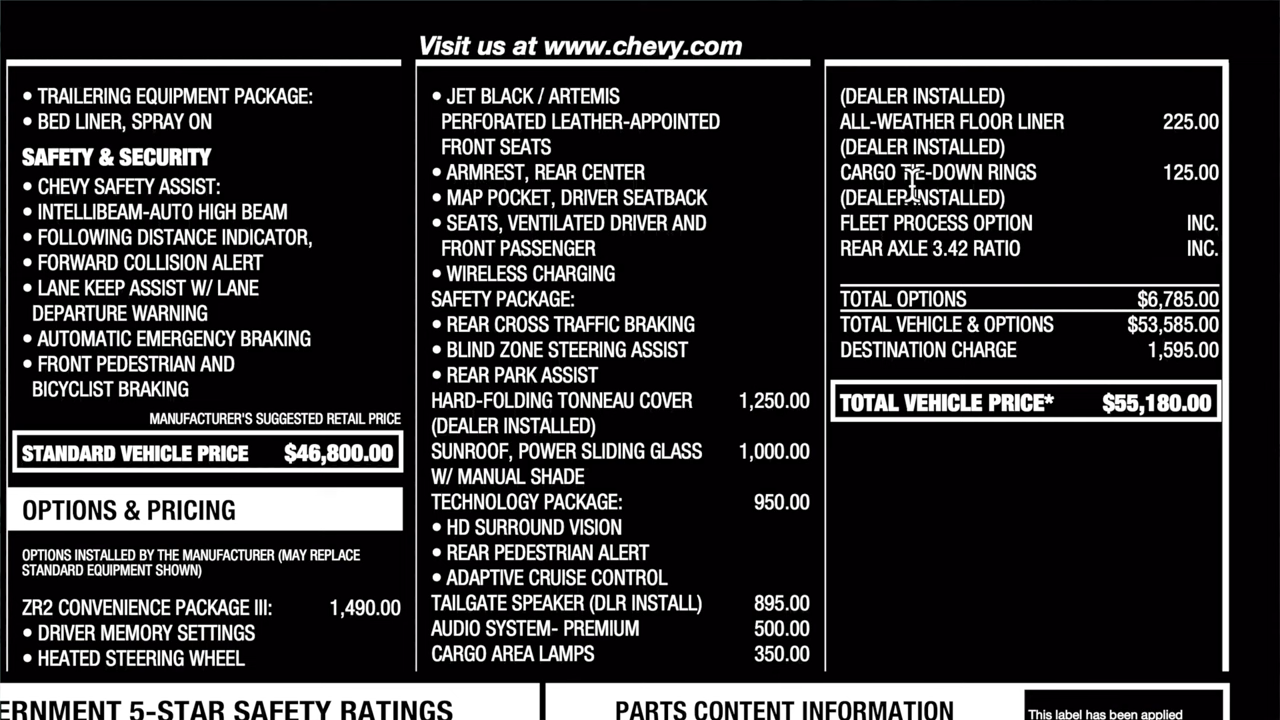 Visit us at www.chevy.com
• TRAILERING EQUIPMENT PACKAGE:
• BED LINER, SPRAY ON
SAFETY & SECURITY
• CHEVY SAFETY ASSIST:
• INTELLIBEAM-AUTO HIGH BEAM
• FOLLOWING DISTANCE INDICATOR,
• FORWARD COLLISION ALERT
• LANE KEEP ASSIST W/ LANE
DEPARTURE WARNING
• AUTOMATIC EMERGENCY BRAKING
• FRONT PEDESTRIAN AND
BICYCLIST BRAKING
MANUFACTURER'S SUGGESTED RETAIL PRICE
STANDARD VEHICLE PRICE $46,800.00
OPTIONS & PRICING
OPTIONS INSTALLED BY THE MANUFACTURER (MAY REPLACE
STANDARD EQUIPMENT SHOWN)
ZR2 CONVENIENCE PACKAGE III: 1,490.00
• DRIVER MEMORY SETTINGS
• HEATED STEERING WHEEL
• JET BLACK / ARTEMIS
PERFORATED LEATHER-APPOINTED
FRONT SEATS
• ARMREST, REAR CENTER
• MAP POCKET, DRIVER SEATBACK
• SEATS, VENTILATED DRIVER AND
FRONT PASSENGER
• WIRELESS CHARGING
SAFETY PACKAGE:
• REAR CROSS TRAFFIC BRAKING
• BLIND ZONE STEERING ASSIST
• REAR PARK ASSIST
HARD-FOLDING TONNEAU COVER 1,250.00
(DEALER INSTALLED)
SUNROOF, POWER SLIDING GLASS 1,000.00
W/ MANUAL SHADE
TECHNOLOGY PACKAGE: 950.00
• HD SURROUND VISION
• REAR PEDESTRIAN ALERT
• ADAPTIVE CRUISE CONTROL
TAILGATE SPEAKER (DLR INSTALL) 895.00
AUDIO SYSTEM- PREMIUM 500.00
CARGO AREA LAMPS 350.00
(DEALER INSTALLED)
ALL-WEATHER FLOOR LINER 225.00
(DEALER INSTALLED)
CARGO TIE-DOWN RINGS 125.00
(DEALER INSTALLED)
FLEET PROCESS OPTION INC.
REAR AXLE 3.42 RATIO INC.
TOTAL OPTIONS $6,785.00
TOTAL VEHICLE & OPTIONS $53,585.00
DESTINATION CHARGE 1,595.00
TOTAL VEHICLE PRICE* $55,180.00
ERNMENT 5-STAR SAFETY RATINGS
PARTS CONTENT INFORMATION
This label has been applied